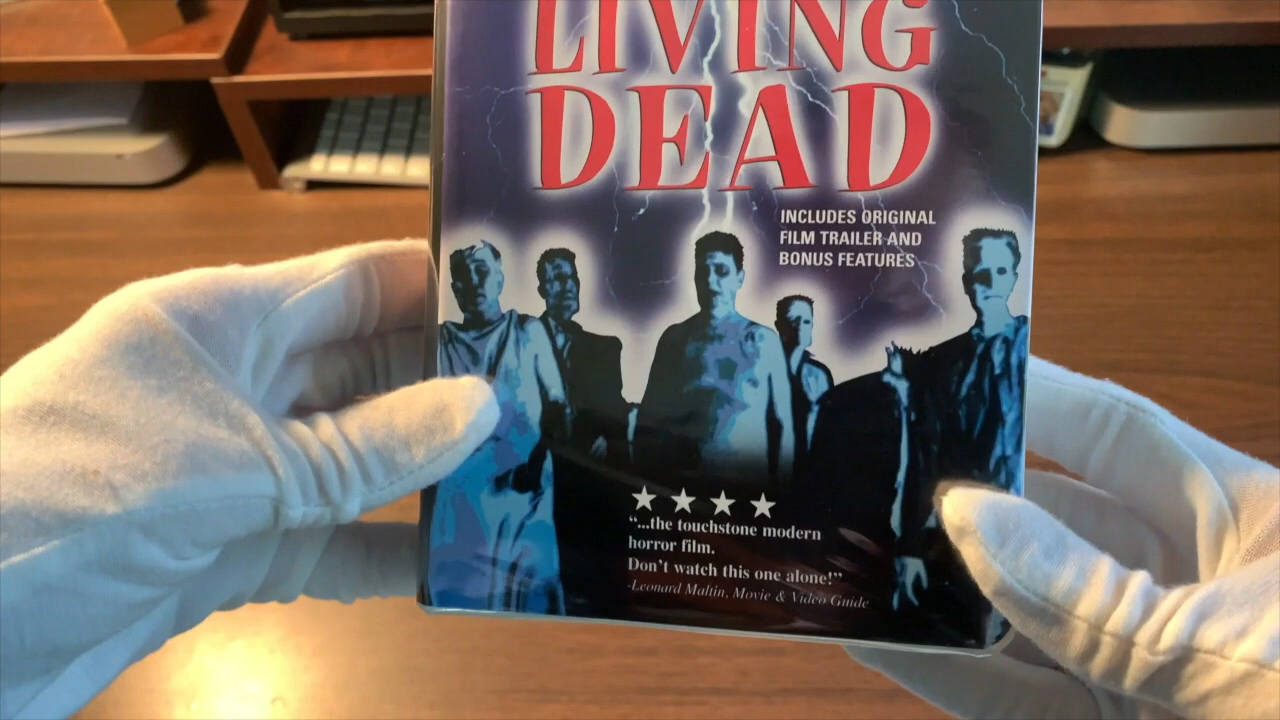 LIVING
DEAD
INCLUDES ORIGINAL
FILM TRAILER AND
BONUS FEATURES
★ ★ ★ ★
“...the touchstone modern
horror film.
Don't watch this one alone!”
-Leonard Maltin, Movie & Video Guide